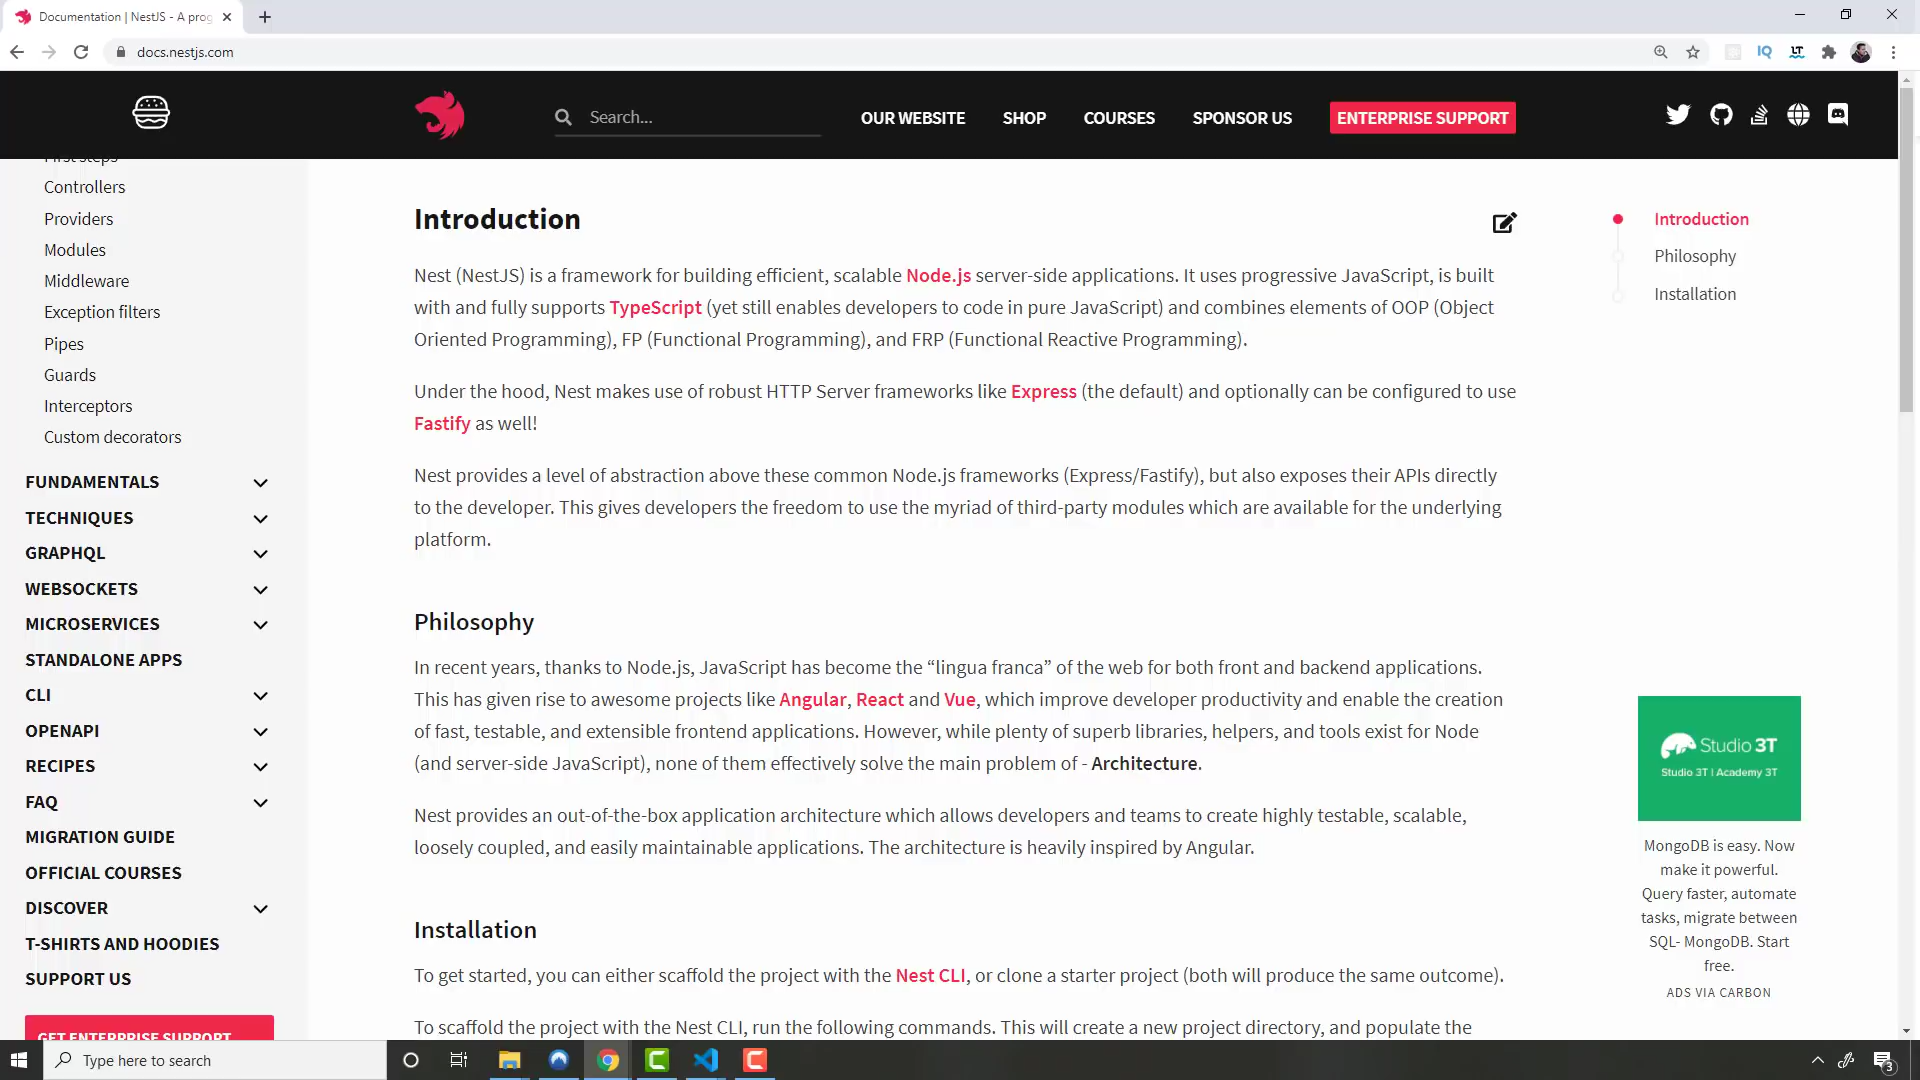 Documentation | NestJS - A prog
docs.nestjs.com
IQ
LT
Search...
OUR WEBSITE
SHOP
COURSES
SPONSOR US
ENTERPRISE SUPPORT
First steps
Controllers
Providers
Modules
Middleware
Exception filters
Pipes
Guards
Interceptors
Custom decorators
FUNDAMENTALS
TECHNIQUES
GRAPHQL
WEBSOCKETS
MICROSERVICES
STANDALONE APPS
CLI
OPENAPI
RECIPES
FAQ
MIGRATION GUIDE
OFFICIAL COURSES
DISCOVER
T-SHIRTS AND HOODIES
SUPPORT US
GET ENTERPRISE SUPPORT
Introduction
Nest (NestJS) is a framework for building efficient, scalable Node.js server-side applications. It uses progressive JavaScript, is built
with and fully supports TypeScript (yet still enables developers to code in pure JavaScript) and combines elements of OOP (Object
Oriented Programming), FP (Functional Programming), and FRP (Functional Reactive Programming).
Under the hood, Nest makes use of robust HTTP Server frameworks like Express (the default) and optionally can be configured to use
Fastify as well!
Nest provides a level of abstraction above these common Node.js frameworks (Express/Fastify), but also exposes their APIs directly
to the developer. This gives developers the freedom to use the myriad of third-party modules which are available for the underlying
platform.
Philosophy
In recent years, thanks to Node.js, JavaScript has become the “lingua franca” of the web for both front and backend applications.
This has given rise to awesome projects like Angular, React and Vue, which improve developer productivity and enable the creation
of fast, testable, and extensible frontend applications. However, while plenty of superb libraries, helpers, and tools exist for Node
(and server-side JavaScript), none of them effectively solve the main problem of - Architecture.
Nest provides an out-of-the-box application architecture which allows developers and teams to create highly testable, scalable,
loosely coupled, and easily maintainable applications. The architecture is heavily inspired by Angular.
Installation
To get started, you can either scaffold the project with the Nest CLI, or clone a starter project (both will produce the same outcome).
To scaffold the project with the Nest CLI, run the following commands. This will create a new project directory, and populate the
Introduction
Philosophy
Installation
Studio 3T
Studio 3T | Academy 3T
MongoDB is easy. Now
make it powerful.
Query faster, automate
tasks, migrate between
SQL- MongoDB. Start
free.
ADS VIA CARBON
Type here to search
3